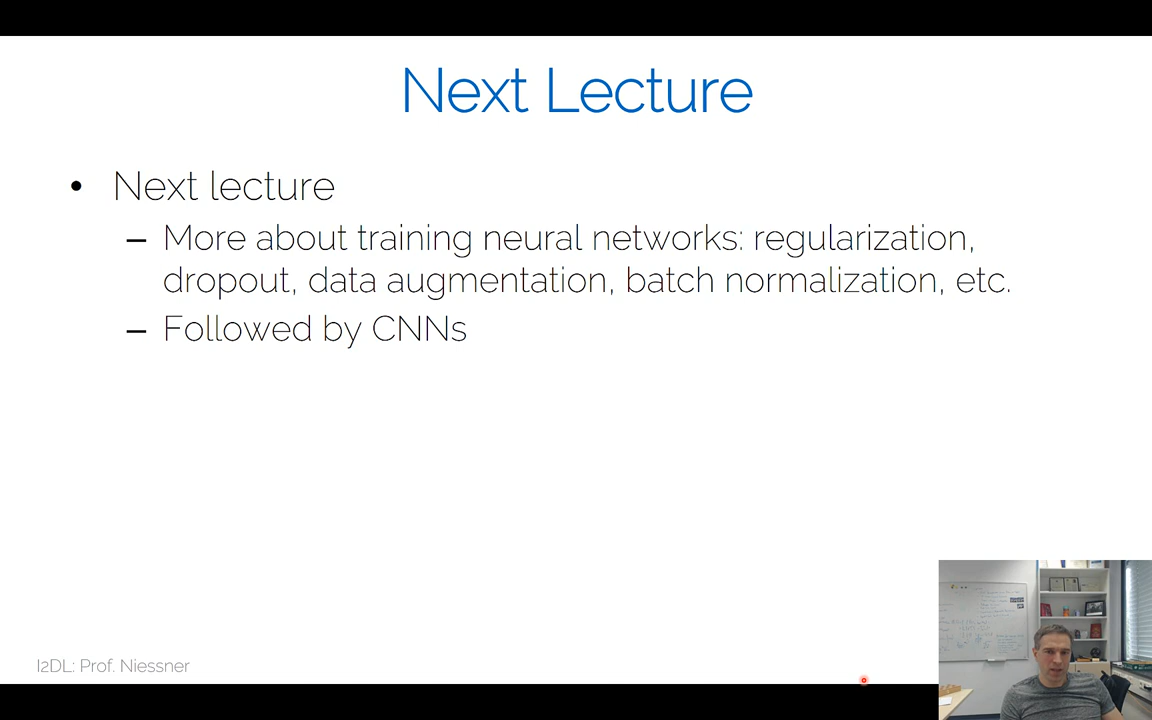 Next Lecture
• Next lecture
– More about training neural networks: regularization,
dropout, data augmentation, batch normalization, etc.
– Followed by CNNs
I2DL: Prof. Niessner